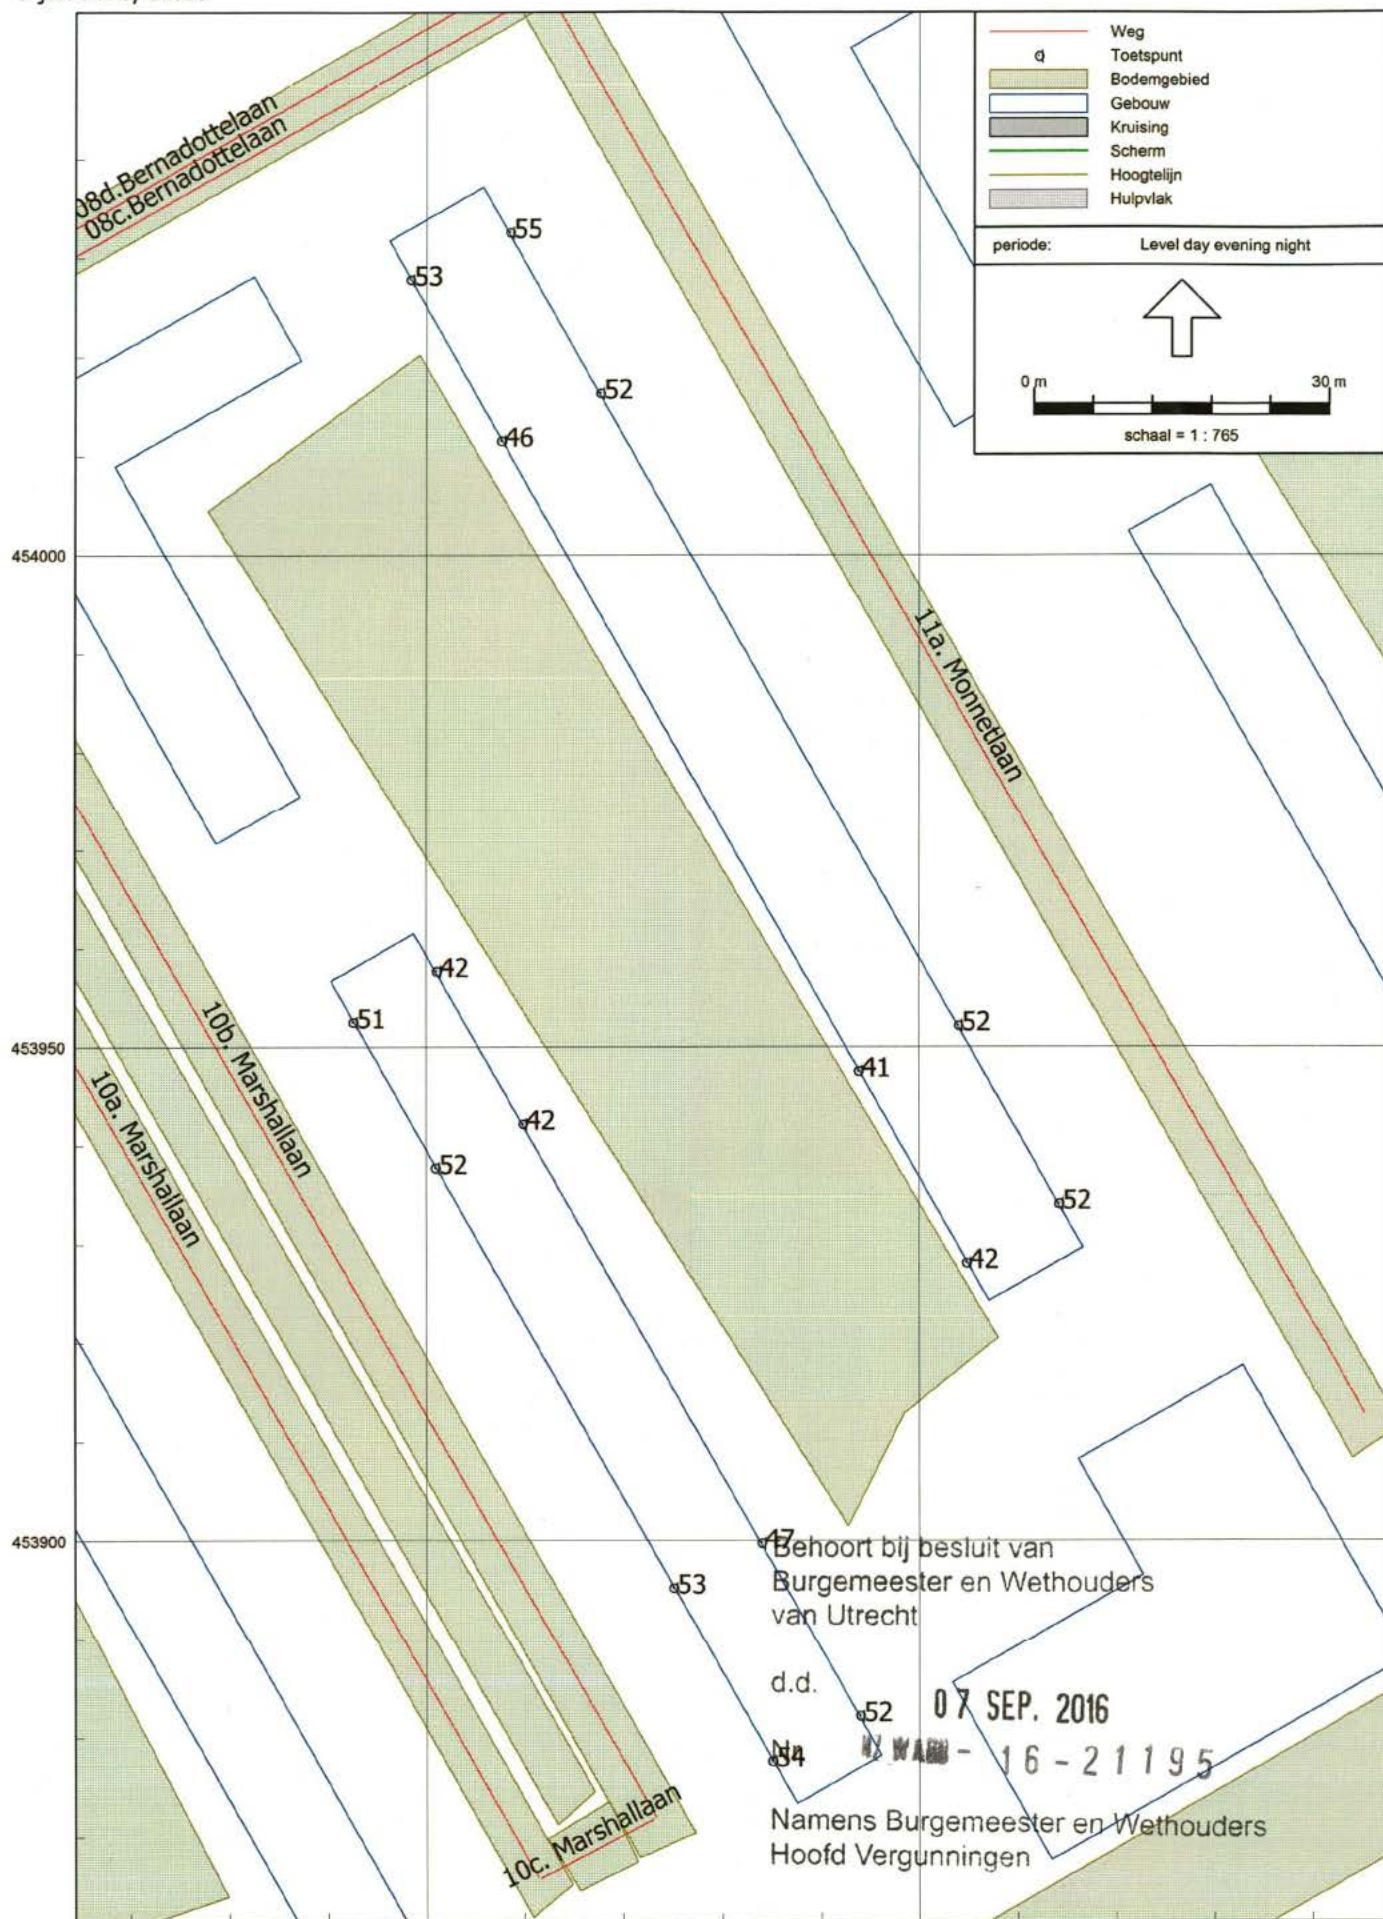 Weg
Toetspunt
Bodemgebied
Gebouw
Kruising
Scherm
Hoogtelijn
Hulpvlak
periode: Level day evening night
0 m 30 m
schaal = 1 : 765
08d.Bernadottelaan
08c.Bernadottelaan
55
53
52
46
454000
11a. Monnetlaan
42
51
52
453950
41
10b. Marshallaan
10a. Marshallaan
42
52
52
42
453900
47
Behoort bij besluit van
53
Burgemeester en Wethouders
van Utrecht
d.d.
52
07 SEP. 2016
Nr.
54
- 16-21195
10c. Marshallaan
Namens Burgemeester en Wethouders
Hoofd Vergunningen